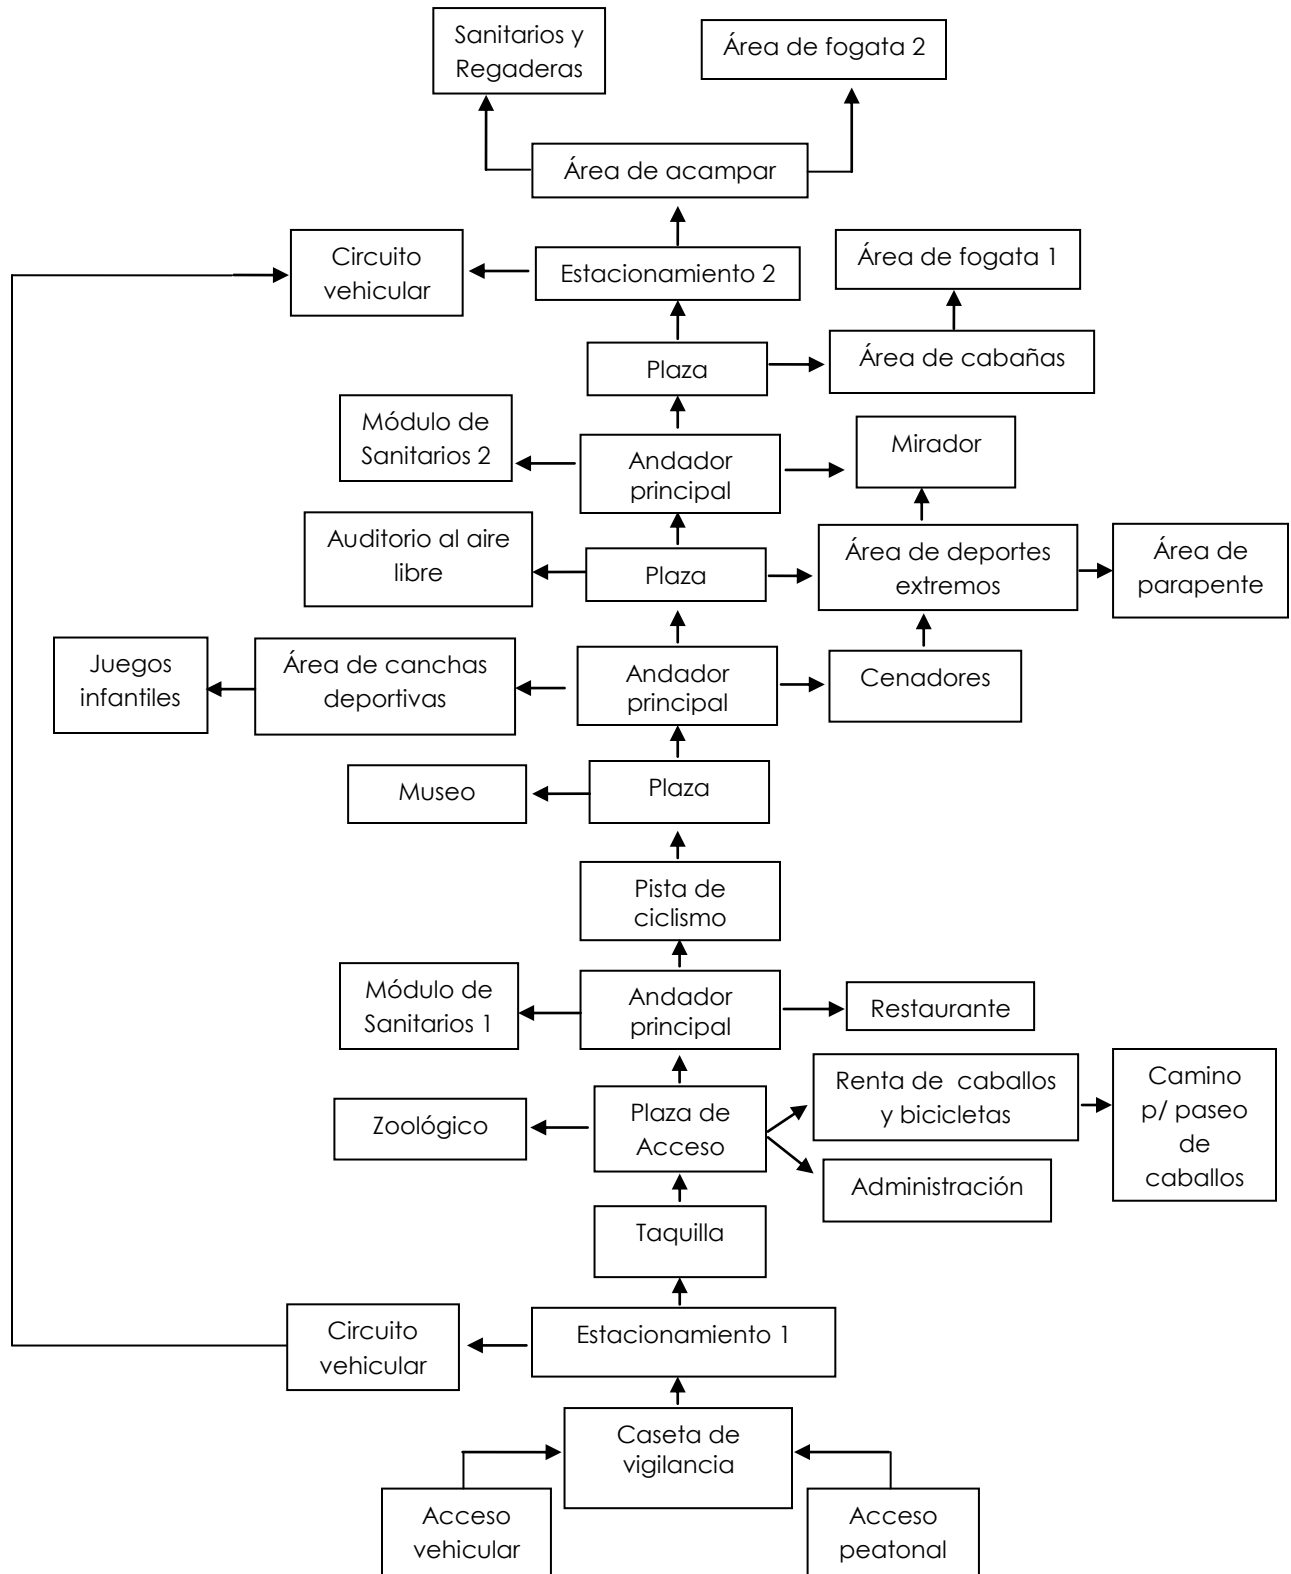 Sanitarios y
Regaderas
Área de fogata 2
Área de acampar
Circuito
vehicular
Estacionamiento 2
Área de fogata 1
Plaza
Área de cabañas
Módulo de
Sanitarios 2
Andador
principal
Mirador
Auditorio al aire
libre
Plaza
Área de deportes
extremos
Área de
parapente
Juegos
infantiles
Área de canchas
deportivas
Andador
principal
Cenadores
Museo
Plaza
Pista de
ciclismo
Módulo de
Sanitarios 1
Andador
principal
Restaurante
Zoológico
Plaza de
Acceso
Renta de  caballos
y bicicletas
Camino
p/ paseo
de
caballos
Administración
Taquilla
Circuito
vehicular
Estacionamiento 1
Caseta de
vigilancia
Acceso
vehicular
Acceso
peatonal